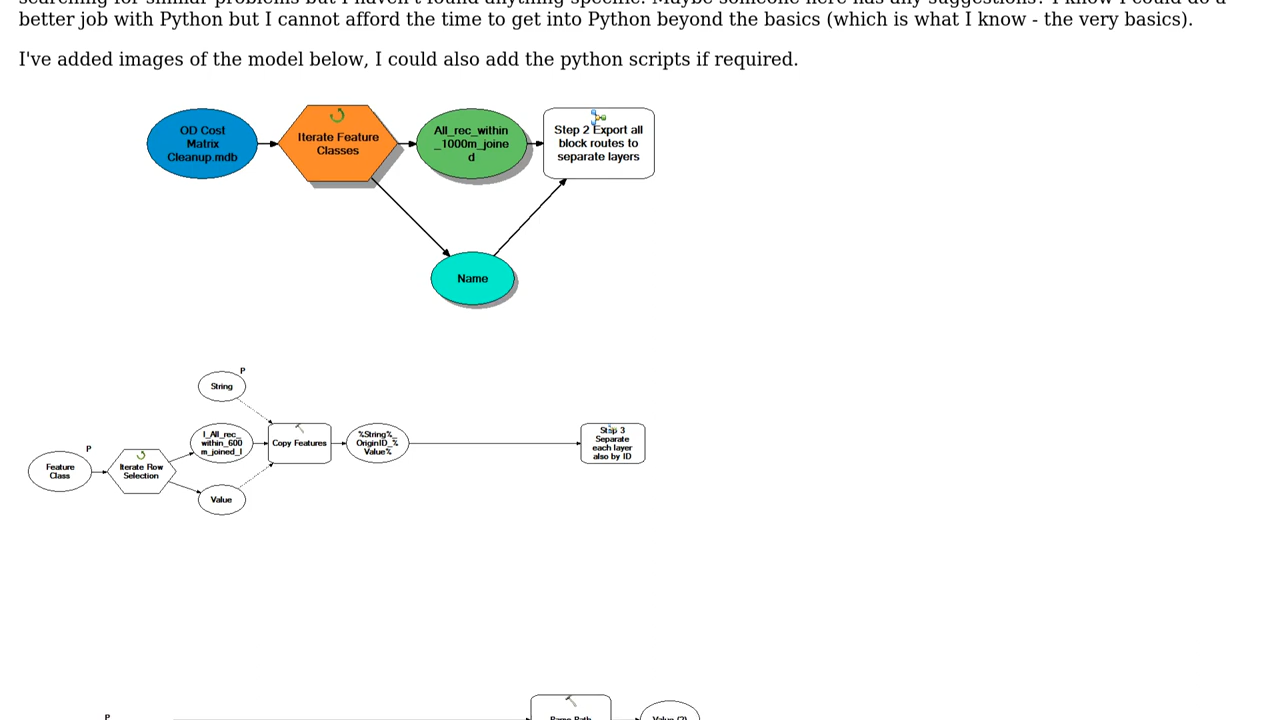 better job with Python but I cannot afford the time to get into Python beyond the basics (which is what I know - the very basics).
I've added images of the model below, I could also add the python scripts if required.
OD Cost
Matrix
Cleanup.mdb
Iterate Feature
Classes
All_rec_within
_1000m_joine
d
Step 2 Export all
block routes to
separate layers
Name
P
String
I_All_rec_
within_600
m_joined_I
Copy Features
%String%_
OriginID_%
Value%
Step 3
Separate
each layer
also by ID
P
Feature
Class
Iterate Row
Selection
Value
P